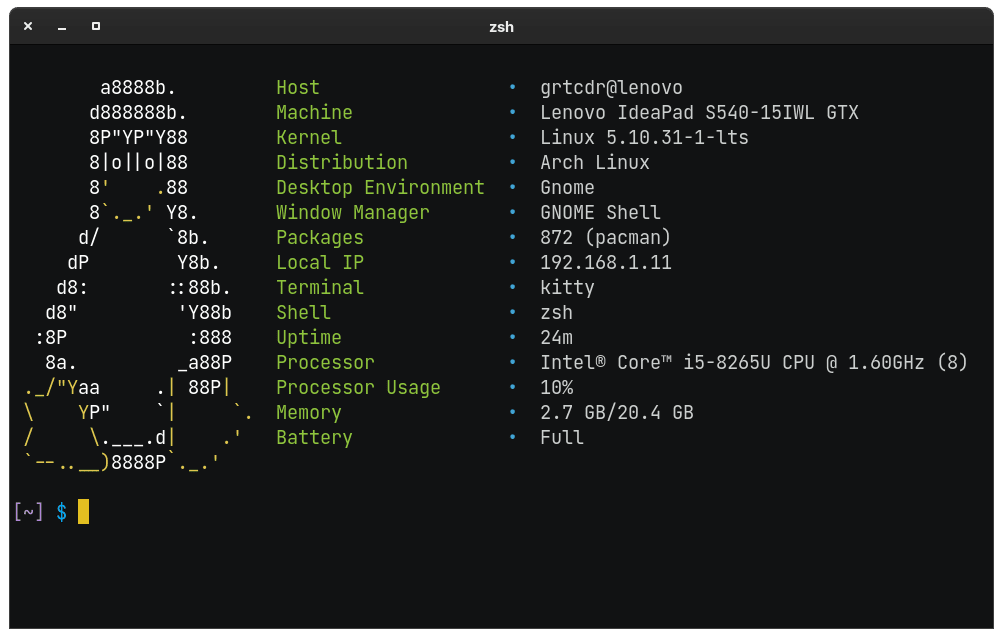 zsh
         a8888b.         Host                  •  grtcdr@lenovo
        d888888b.        Machine               •  Lenovo IdeaPad S540-15IWL GTX
        8P"YP"Y88        Kernel                •  Linux 5.10.31-1-lts
        8|o||o|88        Distribution          •  Arch Linux
        8'    .88        Desktop Environment   •  Gnome
        8`._.' Y8.       Window Manager        •  GNOME Shell
       d/      `8b.      Packages              •  872 (pacman)
      dP        Y8b.     Local IP              •  192.168.1.11
     d8:       ::88b.    Terminal              •  kitty
    d8"         'Y88b    Shell                 •  zsh
   :8P           :888    Uptime                •  24m
    8a.         _a88P    Processor             •  Intel® Core™ i5-8265U CPU @ 1.60GHz (8)
  ._/"Yaa     .| 88P|    Processor Usage       •  10%
  \    YP"    `|     `.  Memory                •  2.7 GB/20.4 GB
  /     \.___.d|    .'   Battery               •  Full
  `--..__)8888P`._.'
[~] $